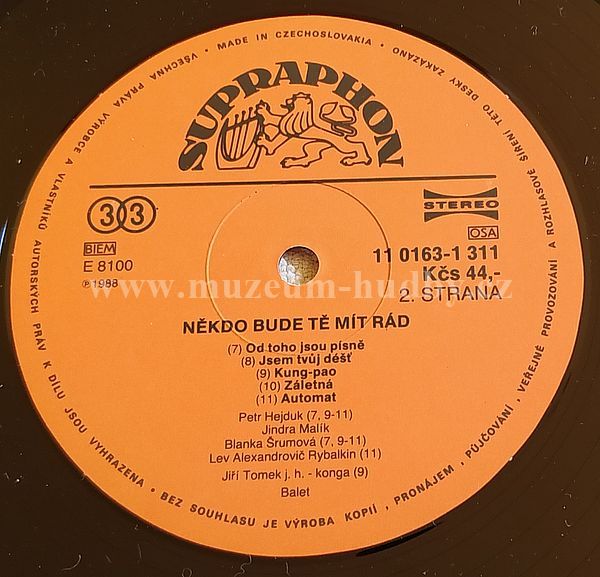 • MADE IN CZECHOSLOVAKIA •
VŠECHNA PRÁVA VÝROBCE A VLASTNÍKŮ AUTORSKÝCH PRÁV K DÍLU JSOU VYHRAZENA • BEZ SOUHLASU JE VÝROBA KOPIÍ, PRONÁJEM, PŮJČOVÁNÍ, VEŘEJNÉ PROVOZOVÁNÍ A ROZHLASOVÉ ŠÍŘENÍ TÉTO DESKY ZAKÁZÁNO
SUPRAPHON
33
STEREO
BIEM
OSA
E 8100
11 0163-1 311
Ⓟ 1988
Kčs 44,-
www.muzeum-hudby.cz
2. STRANA
NĚKDO BUDE TĚ MÍT RÁD
(7) Od toho jsou písně
(8) Jsem tvůj déšť
(9) Kung-pao
(10) Záletná
(11) Automat
Petr Hejduk (7, 9-11)
Jindra Malík
Blanka Šrumová (7, 9-11)
Lev Alexandrovič Rybalkin (11)
Jiří Tomek j. h. - konga (9)
Balet